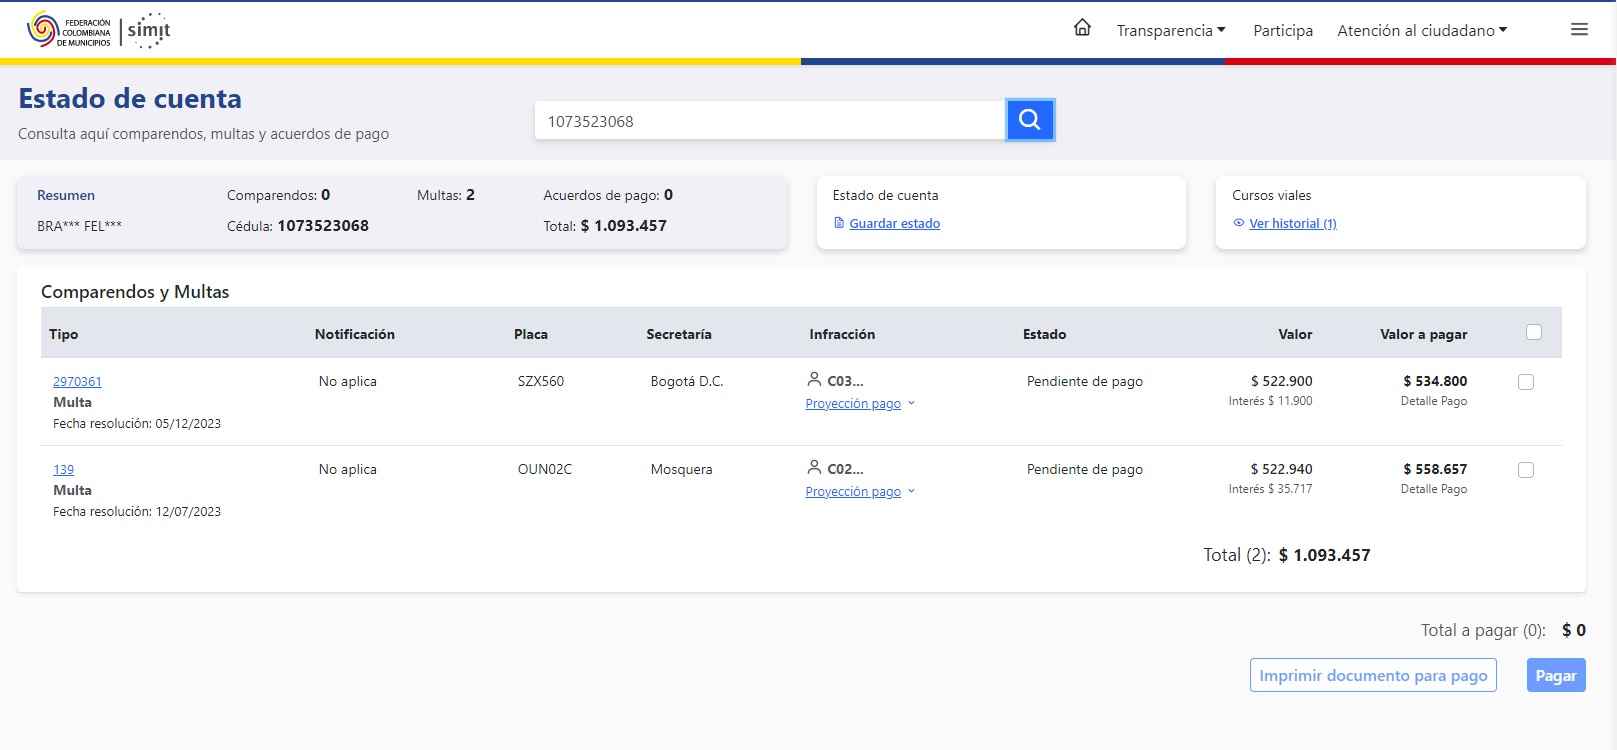 FEDERACIÓN
COLOMBIANA
DE MUNICIPIOS
simit
Transparencia
Participa
Atención al ciudadano
Estado de cuenta
Consulta aquí comparendos, multas y acuerdos de pago
1073523068
Resumen
Comparendos: 0
Multas: 2
Acuerdos de pago: 0
BRA*** FEL***
Cédula: 1073523068
Total: $ 1.093.457
Estado de cuenta
Guardar estado
Cursos viales
Ver historial (1)
Comparendos y Multas
Tipo Notificación Placa Secretaría Infracción Estado Valor Valor a pagar
2970361 No aplica SZX560 Bogotá D.C. C03... Pendiente de pago $ 522.900 $ 534.800
Multa Proyección pago Interés $ 11.900 Detalle Pago
Fecha resolución: 05/12/2023
139 No aplica OUN02C Mosquera C02... Pendiente de pago $ 522.940 $ 558.657
Multa Proyección pago Interés $ 35.717 Detalle Pago
Fecha resolución: 12/07/2023
Total (2): $ 1.093.457
Total a pagar (0): $ 0
Imprimir documento para pago
Pagar